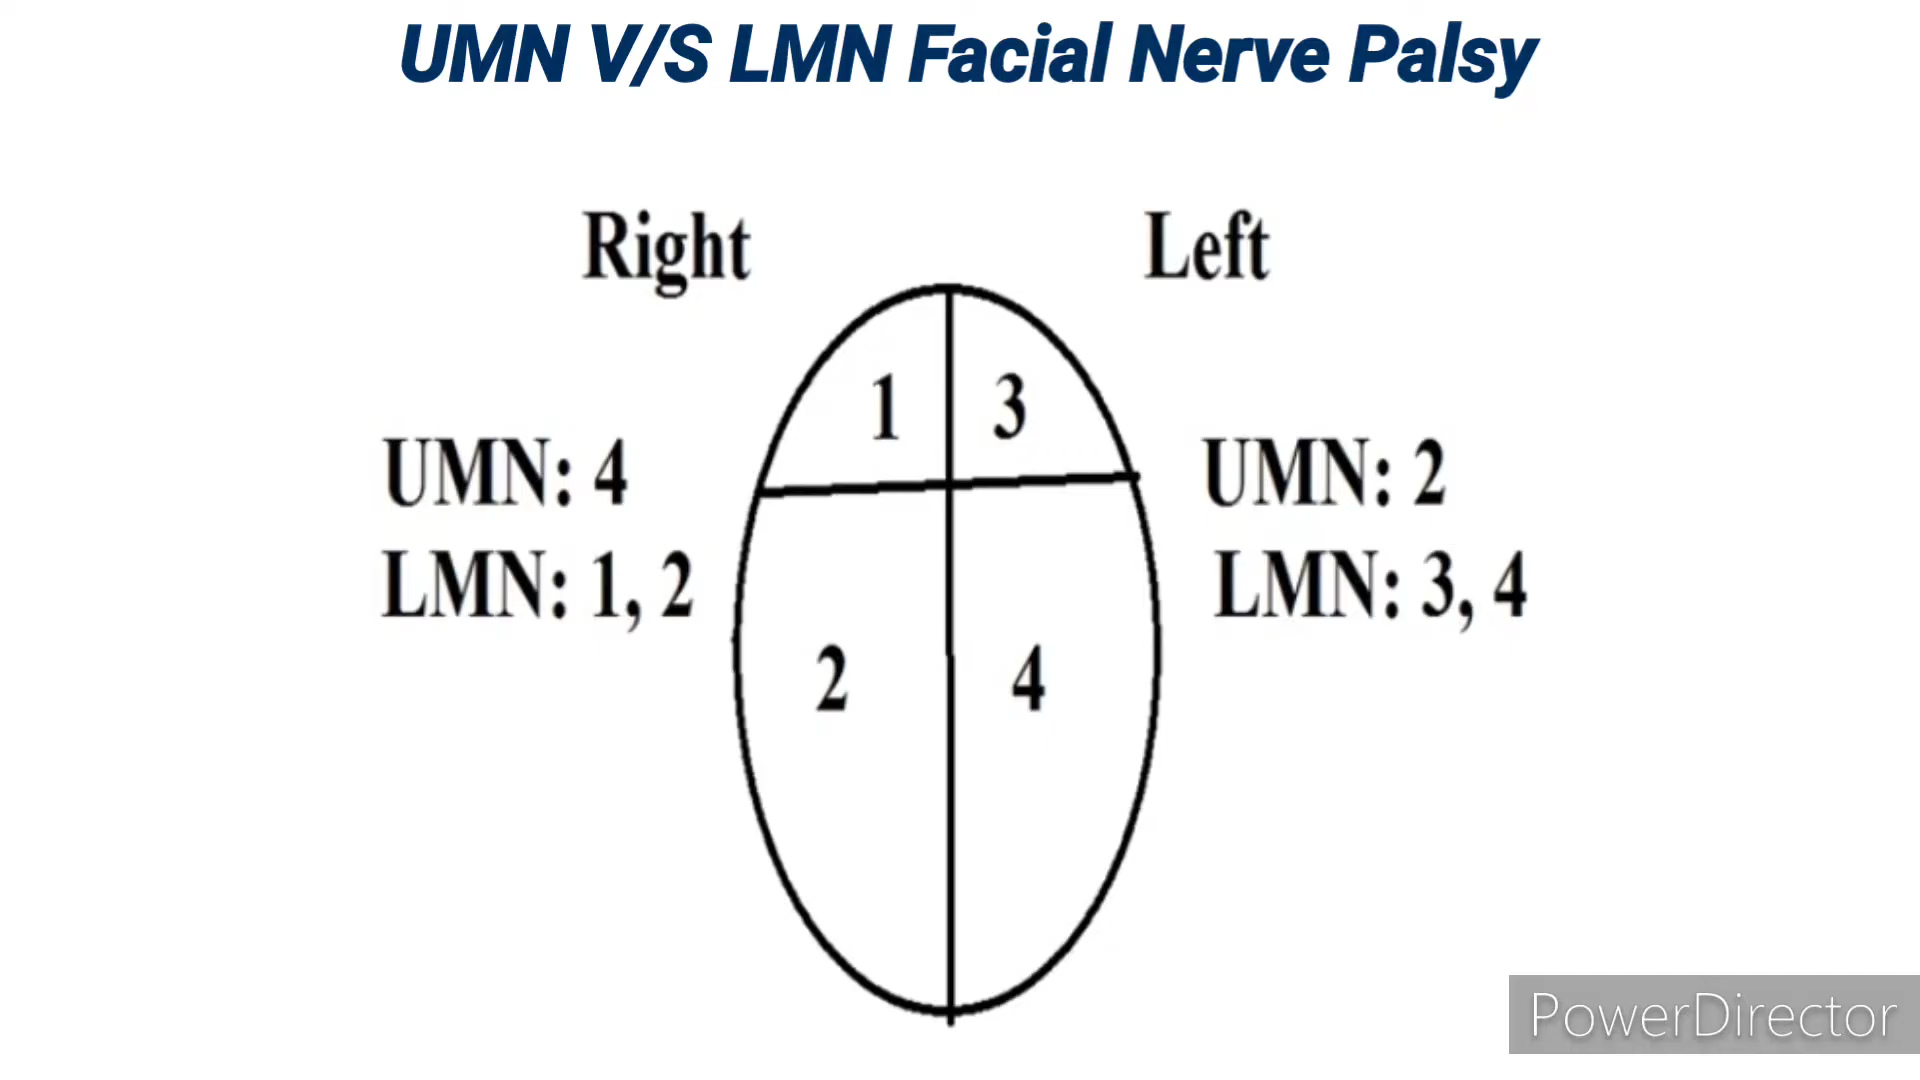 UMN V/S LMN Facial Nerve Palsy
Right Left
1 3
UMN: 4 UMN: 2
LMN: 1, 2 LMN: 3, 4
2 4
PowerDirector